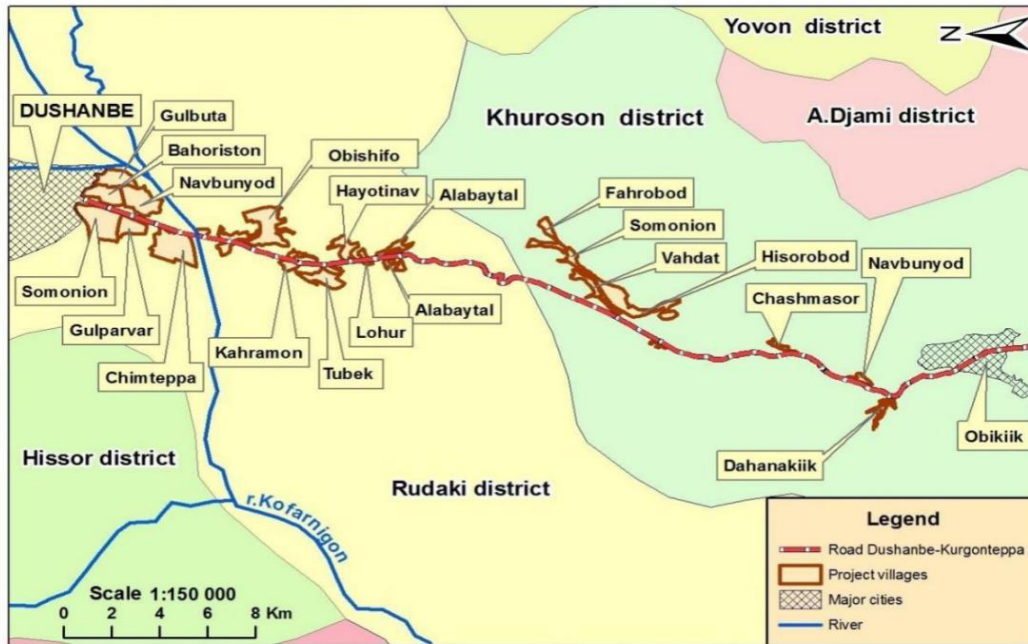 Yovon district
N
DUSHANBE
Gulbuta
Khuroson district
A.Djami district
Bahoriston
Obishifo
Navbunyod
Hayotinav
Alabaytal
Fahrobod
Somonion
Vahdat
Hisorobod
Navbunyod
Chashmasor
Somonion
Gulparvar
Chimteppa
Kahramon
Tubek
Lohur
Alabaytal
Obikiik
Dahanakiik
Hissor district
Rudaki district
r.Kofarnigon
Scale 1:150 000
0 2 4 8 Km
Legend
Road Dushanbe-Kurgonteppa
Project villages
Major cities
River